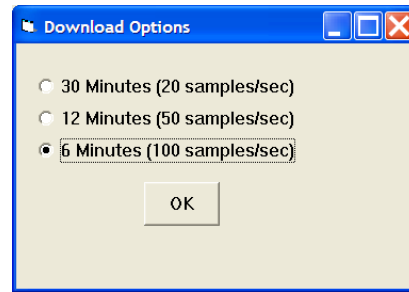 Download Options
30 Minutes (20 samples/sec)
12 Minutes (50 samples/sec)
6 Minutes (100 samples/sec)
OK